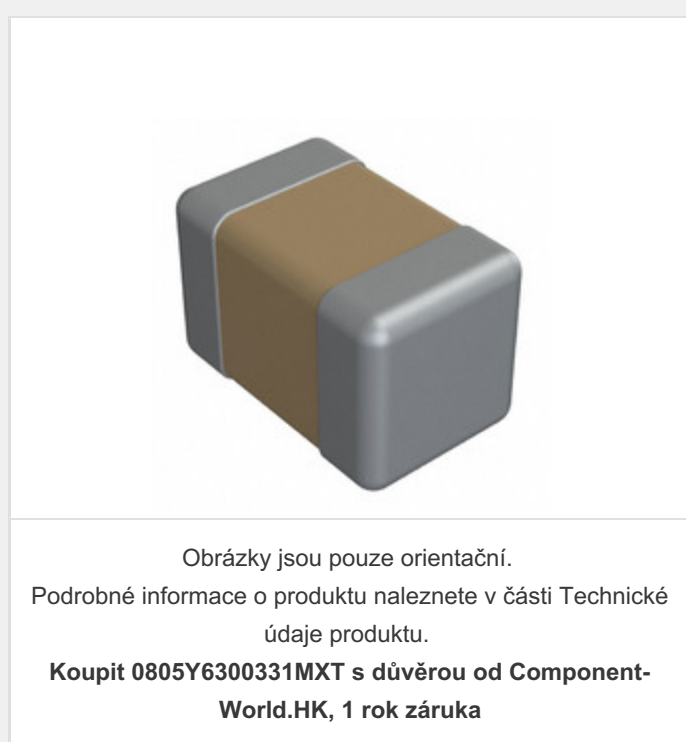 Obrázky jsou pouze orientační.
Podrobné informace o produktu naleznete v části Technické
údaje produktu.
Koupit 0805Y6300331MXT s důvěrou od Component-
World.HK, 1 rok záruka